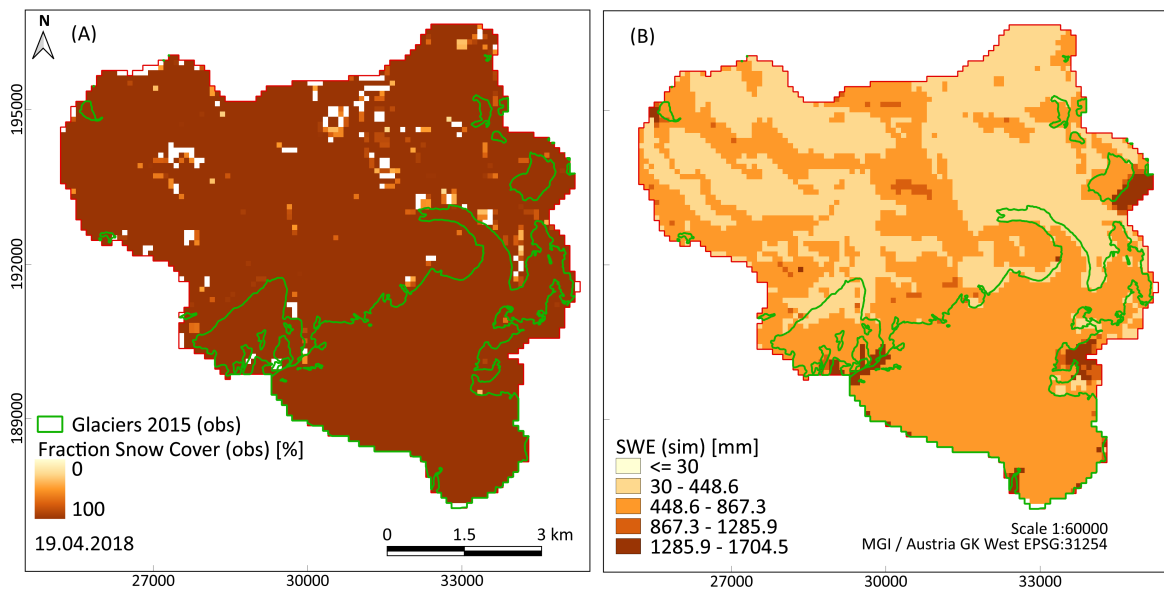 N
(A)
195000
192000
189000
Glaciers 2015 (obs)
Fraction Snow Cover (obs) [%]
0
100
19.04.2018
0 1.5 3 km
27000 30000 33000
(B)
SWE (sim) [mm]
<= 30
30 - 448.6
448.6 - 867.3
867.3 - 1285.9
1285.9 - 1704.5
Scale 1:60000
MGI / Austria GK West EPSG:31254
27000 30000 33000